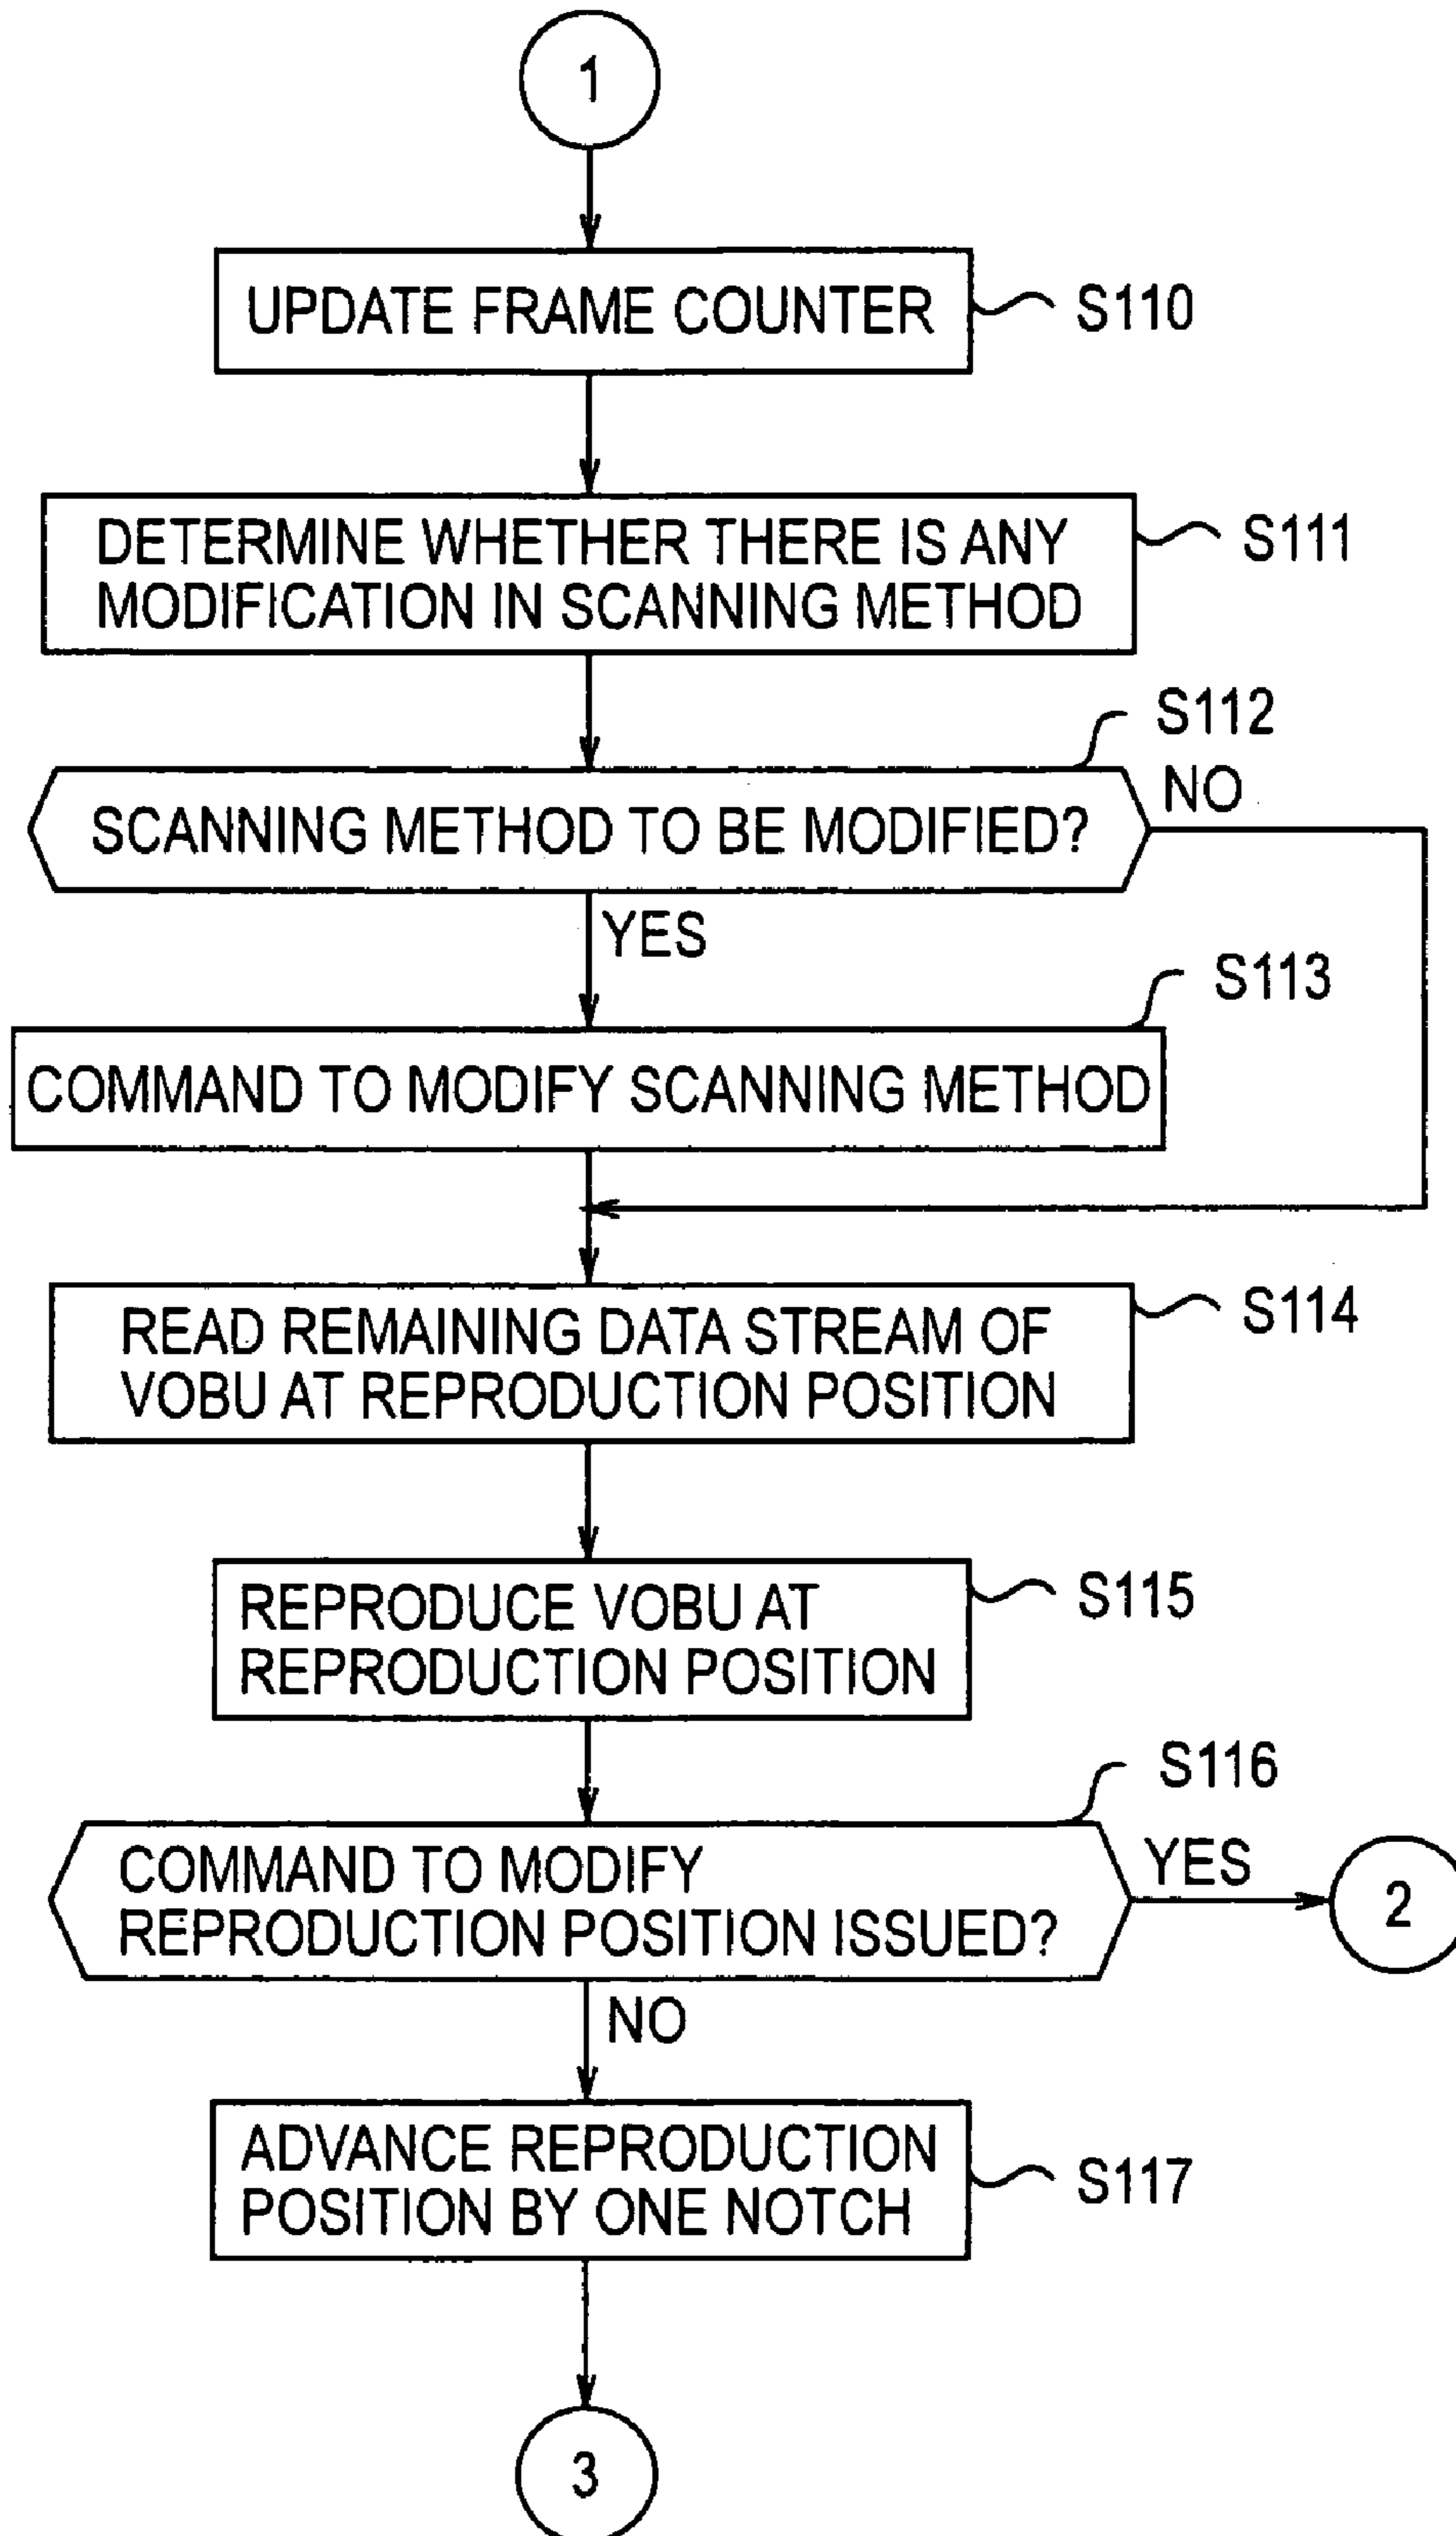 1
UPDATE FRAME COUNTER
S110
DETERMINE WHETHER THERE IS ANY
MODIFICATION IN SCANNING METHOD
S111
S112
SCANNING METHOD TO BE MODIFIED?
NO
YES
S113
COMMAND TO MODIFY SCANNING METHOD
READ REMAINING DATA STREAM OF
VOBU AT REPRODUCTION POSITION
S114
REPRODUCE VOBU AT
REPRODUCTION POSITION
S115
S116
COMMAND TO MODIFY
REPRODUCTION POSITION ISSUED?
YES
2
NO
ADVANCE REPRODUCTION
POSITION BY ONE NOTCH
S117
3